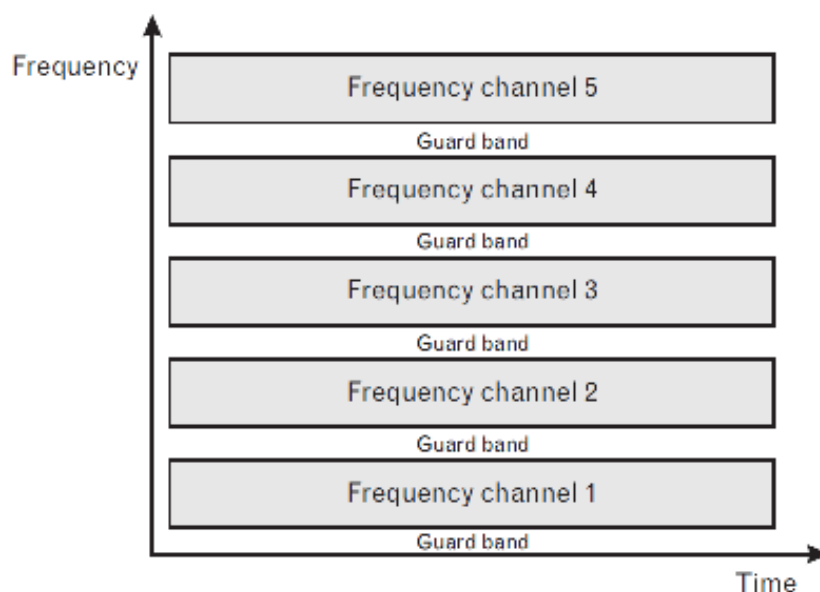 Frequency
Frequency channel 5
Guard band
Frequency channel 4
Guard band
Frequency channel 3
Guard band
Frequency channel 2
Guard band
Frequency channel 1
Guard band
Time